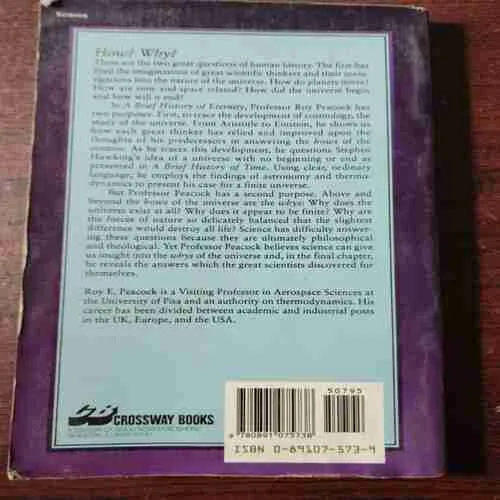 Science
How? Why?
These are the two great questions of human history. The first has
fired the imaginations of great scientific thinkers and their inves-
tigations into the nature of the universe. How do planets move?
How are time and space related? How did the universe begin
and how will it end?
In A Brief History of Eternity, Professor Roy Peacock has
two purposes. First, to trace the development of cosmology, the
study of the universe. From Aristotle to Einstein, he shows us
how each great thinker has relied and improved upon the
thoughts of his predecessors in answering the hows of the
universe. As he traces this development, he questions Stephen
Hawking's idea of a universe with no beginning or end as
presented in A Brief History of Time. Using clear, ordinary
language, he employs the findings of astronomy and thermo-
dynamics to present his case for a finite universe.
But Professor Peacock has a second purpose. Above and
beyond the hows of the universe are the whys: Why does the
universe exist at all? Why does it appear to be finite? Why are
the forces of nature so delicately balanced that the slightest
difference would destroy all life? Science has difficulty answer-
ing these questions because they are ultimately philosophical
and theological. Yet Professor Peacock believes science can give
us insight into the whys of the universe and, in the final chapter,
he reveals the answers which the great scientists discovered for
themselves.
Roy E. Peacock is a Visiting Professor in Aerospace Sciences at
the University of Pisa and an authority on thermodynamics. His
career has been divided between academic and industrial posts
in the UK, Europe, and the USA.
50795
CROSSWAY BOOKS
9 780891 075738
ISBN 0-89107-573-9